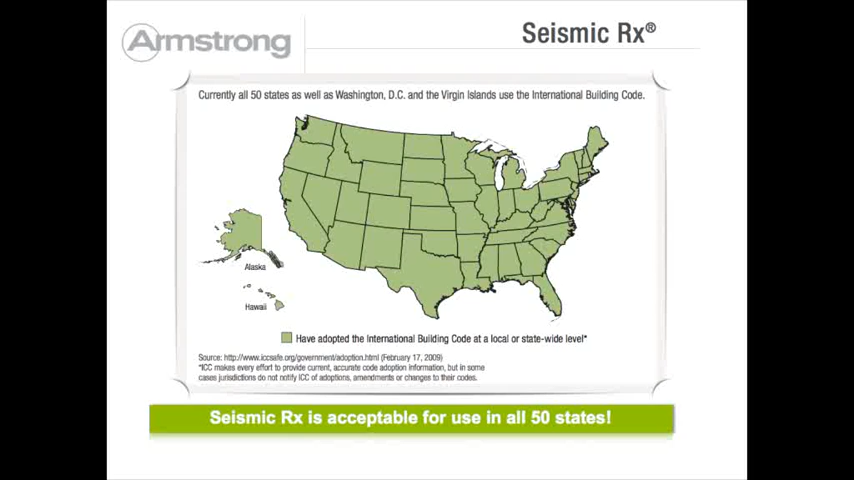 Armstrong
Seismic Rx®
Currently all 50 states as well as Washington, D.C. and the Virgin Islands use the International Building Code.
Alaska
Hawaii
Have adopted the International Building Code at a local or state-wide level*
Source: http://www.iccsafe.org/government/adoption.html (February 17, 2009)
*ICC makes every effort to provide current, accurate code adoption information, but in some
cases jurisdictions do not notify ICC of adoptions, amendments or changes to their codes.
Seismic Rx is acceptable for use in all 50 states!